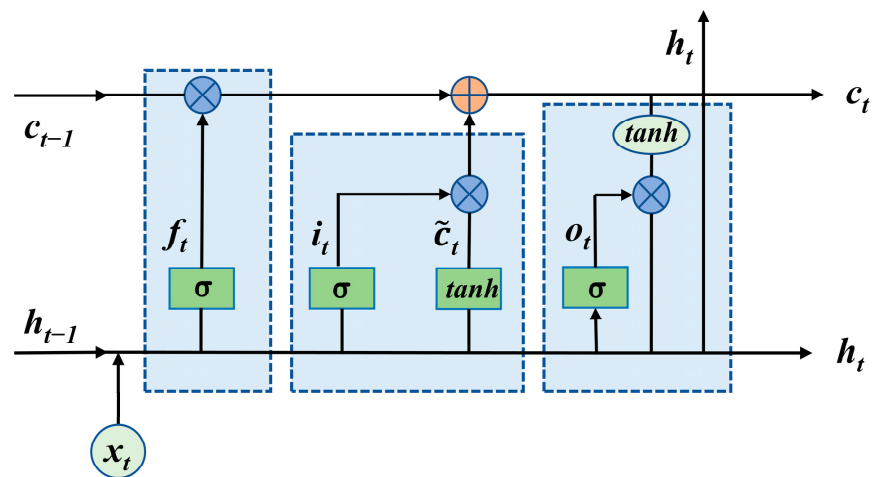 h_t
c_{t-1}
c_t
tanh
f_t
i_t
c̃_t
o_t
σ
σ
tanh
σ
h_{t-1}
h_t
x_t